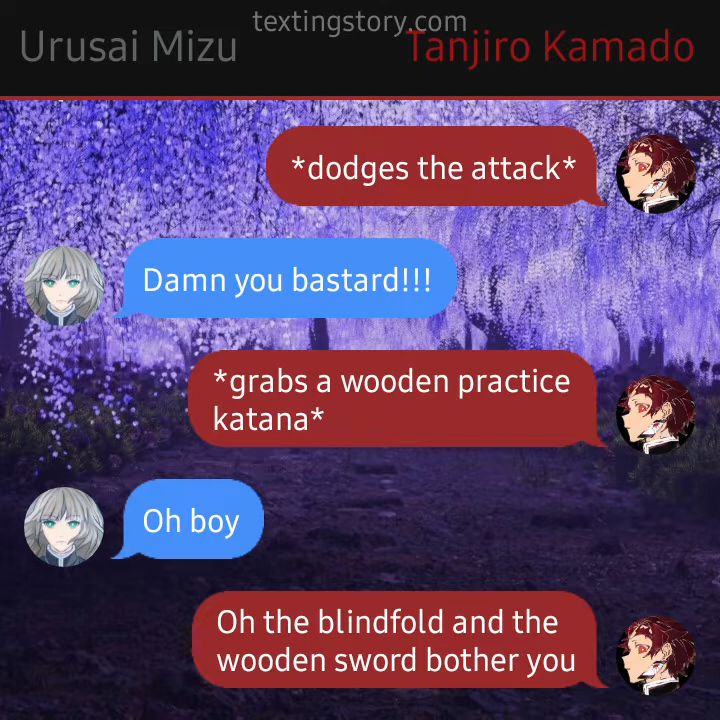 textingstory.com
Urusai Mizu
Tanjiro Kamado
*dodges the attack*
Damn you bastard!!!
*grabs a wooden practice
katana*
Oh boy
Oh the blindfold and the
wooden sword bother you